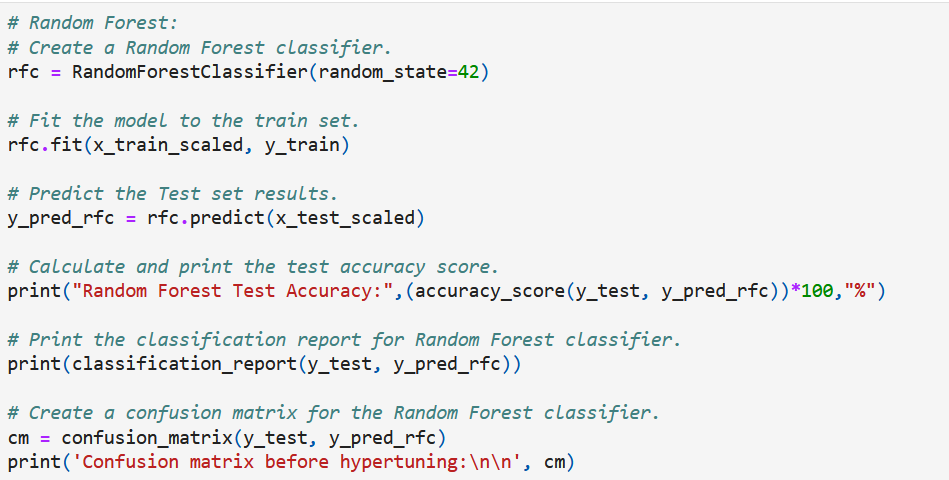 # Random Forest:
# Create a Random Forest classifier.
rfc = RandomForestClassifier(random_state=42)
# Fit the model to the train set.
rfc.fit(x_train_scaled, y_train)
# Predict the Test set results.
y_pred_rfc = rfc.predict(x_test_scaled)
# Calculate and print the test accuracy score.
print("Random Forest Test Accuracy:",(accuracy_score(y_test, y_pred_rfc))*100,"%")
# Print the classification report for Random Forest classifier.
print(classification_report(y_test, y_pred_rfc))
# Create a confusion matrix for the Random Forest classifier.
cm = confusion_matrix(y_test, y_pred_rfc)
print('Confusion matrix before hypertuning:\n\n', cm)